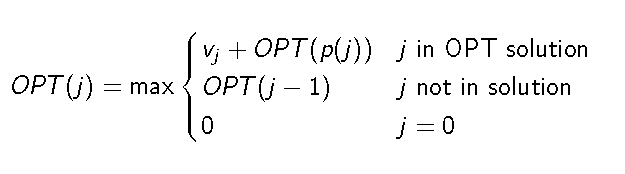 OPT(j) = max { v_j + OPT(p(j))   j in OPT solution
OPT(j − 1)   j not in solution
0   j = 0